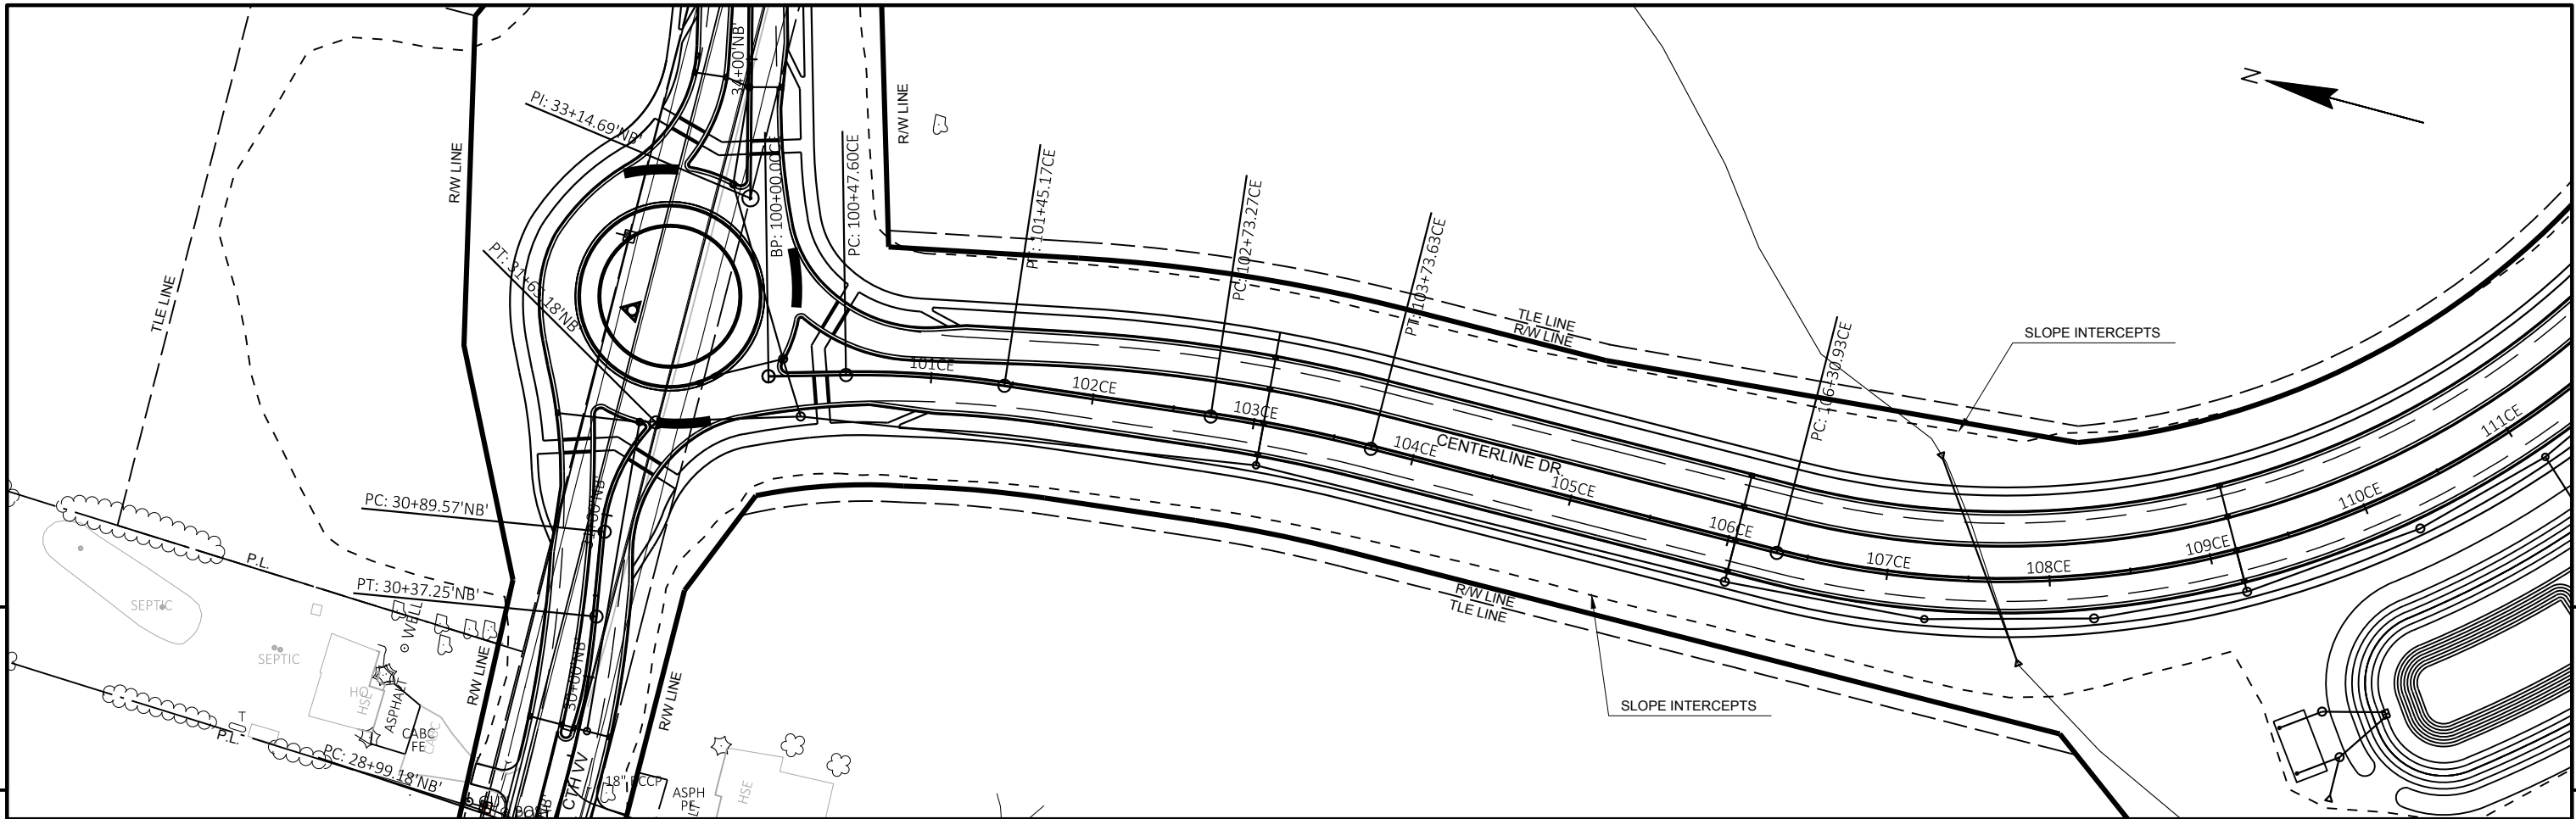 34+00'NB'
PI: 33+14.69'NB'
N
R/W LINE
R/W LINE
BP: 100+00.00CE
PC: 100+47.60CE
PT: 101+45.17CE
PC: 102+73.27CE
PT: 103+73.63CE
PC: 106+30.93CE
PT: 31+65.18'NB'
TLE LINE
TLE LINE
R/W LINE
SLOPE INTERCEPTS
101CE
102CE
103CE
104CE
CENTERLINE DR.
105CE
106CE
107CE
108CE
109CE
110CE
111CE
PC: 30+89.57'NB'
PT: 30+37.25'NB'
P.L.
R/W LINE
TLE LINE
SLOPE INTERCEPTS
SEPTIC
SEPTIC
WELL
HO
HSE
ASPHALT
CABC
FE
CABC
R/W LINE
30+00'NB'
R/W LINE
T
P.L.
PC: 28+99.18'NB'
CTH VV
18" RCCP
ASPH
PE
HSE